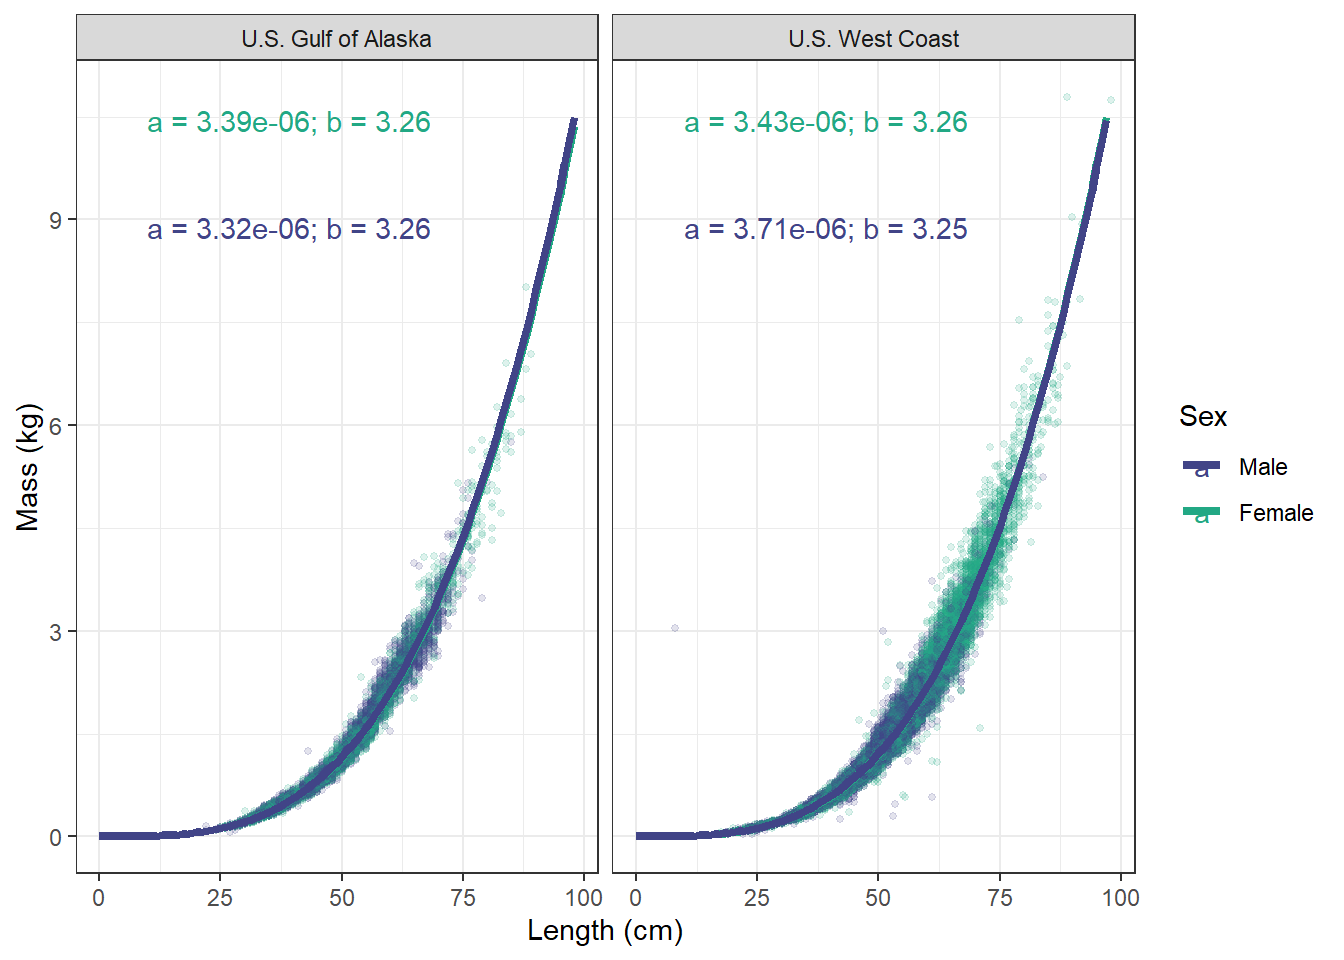 U.S. Gulf of Alaska
U.S. West Coast
a = 3.39e-06; b = 3.26
a = 3.32e-06; b = 3.26
a = 3.43e-06; b = 3.26
a = 3.71e-06; b = 3.25
9
6
3
0
Mass (kg)
0 25 50 75 100
0 25 50 75 100
Length (cm)
Sex
a Male
a Female